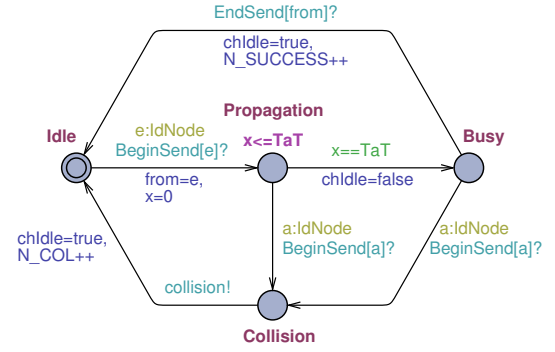 EndSend[from]?
chIdle=true,
N_SUCCESS++
Propagation
Idle
e:IdNode
x<=TaT
x==TaT
Busy
BeginSend[e]?
from=e,
x=0
chIdle=false
a:IdNode
BeginSend[a]?
a:IdNode
BeginSend[a]?
chIdle=true,
N_COL++
collision!
Collision